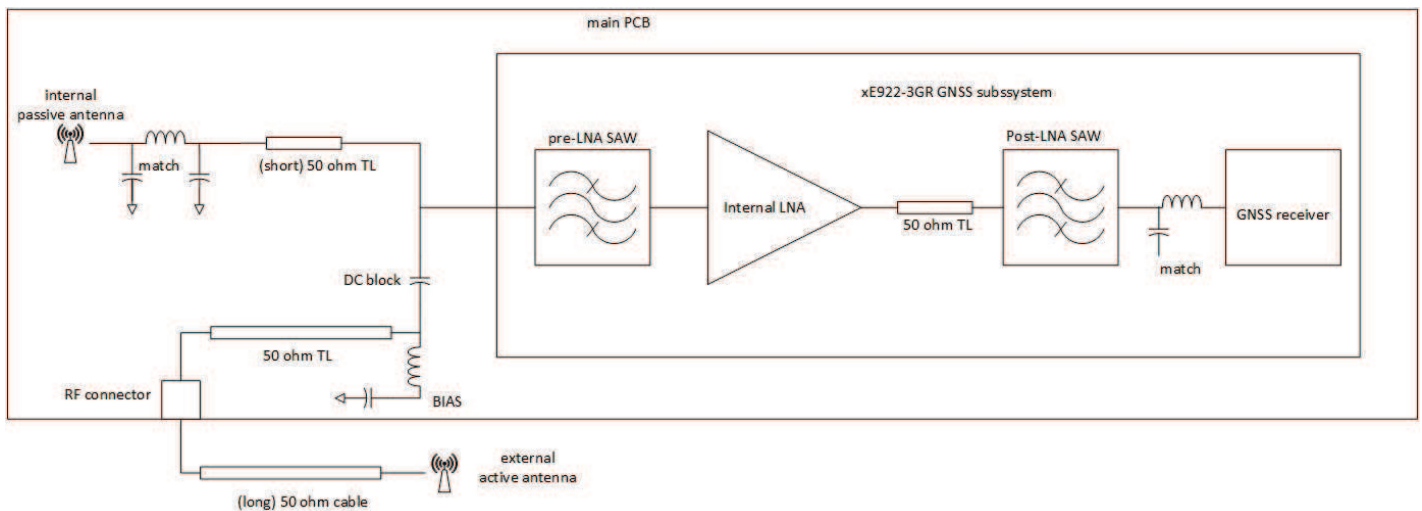 main PCB
xE922-3GR GNSS subssystem
internal
passive antenna
match
(short) 50 ohm TL
pre-LNA SAW
Internal LNA
50 ohm TL
Post-LNA SAW
match
GNSS receiver
DC block
50 ohm TL
RF connector
BIAS
external
active antenna
(long) 50 ohm cable